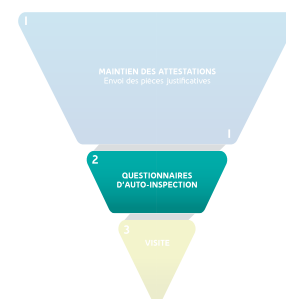 1
MAINTIEN DES ATTESTATIONS
Envoi des pièces justificatives
1
2
QUESTIONNAIRES
D'AUTO-INSPECTION
3
VISITE